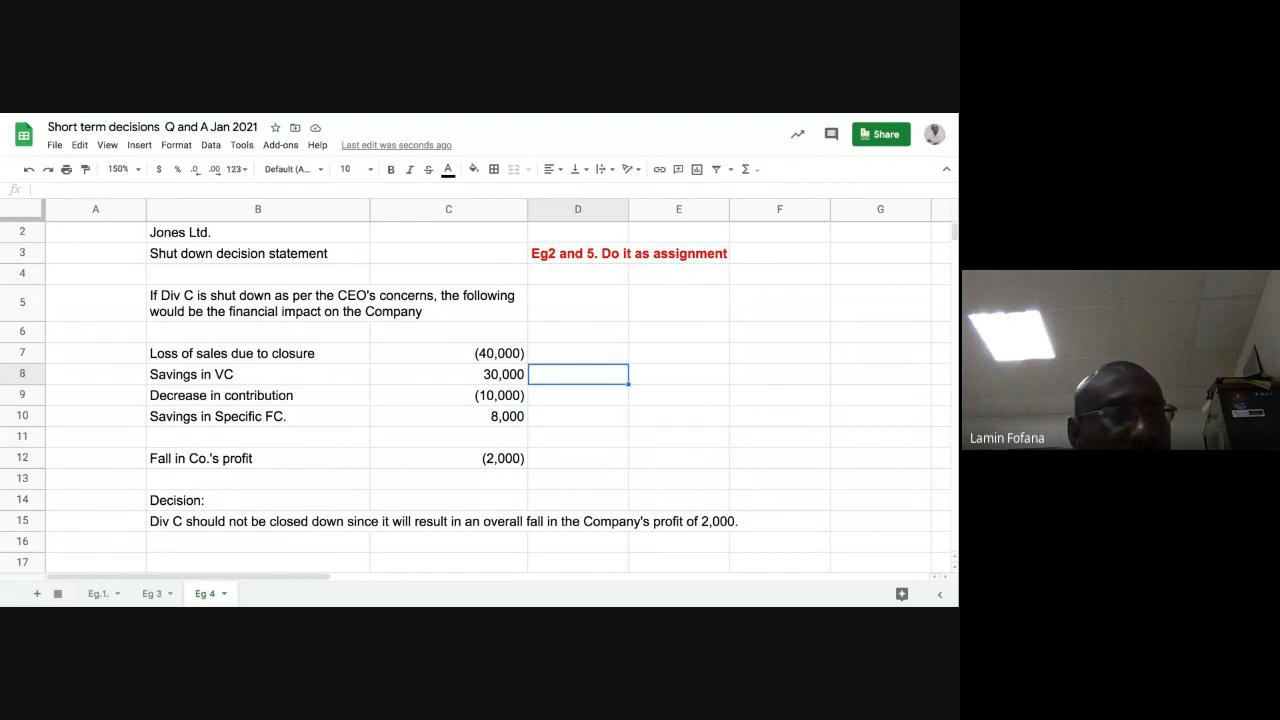 Short term decisions Q and A Jan 2021
File Edit View Insert Format Data Tools Add-ons Help Last edit was seconds ago
Share
150% $ % .0 .00 123 Default (A... 10 B I S A
fx
A B C D E F G
2 Jones Ltd.
3 Shut down decision statement Eg2 and 5. Do it as assignment
4
5 If Div C is shut down as per the CEO's concerns, the following
would be the financial impact on the Company
6
7 Loss of sales due to closure (40,000)
8 Savings in VC 30,000
9 Decrease in contribution (10,000)
10 Savings in Specific FC. 8,000
11
12 Fall in Co.'s profit (2,000)
13
14 Decision:
15 Div C should not be closed down since it will result in an overall fall in the Company's profit of 2,000.
16
17
Eg.1. Eg 3 Eg 4
Lamin Fofana